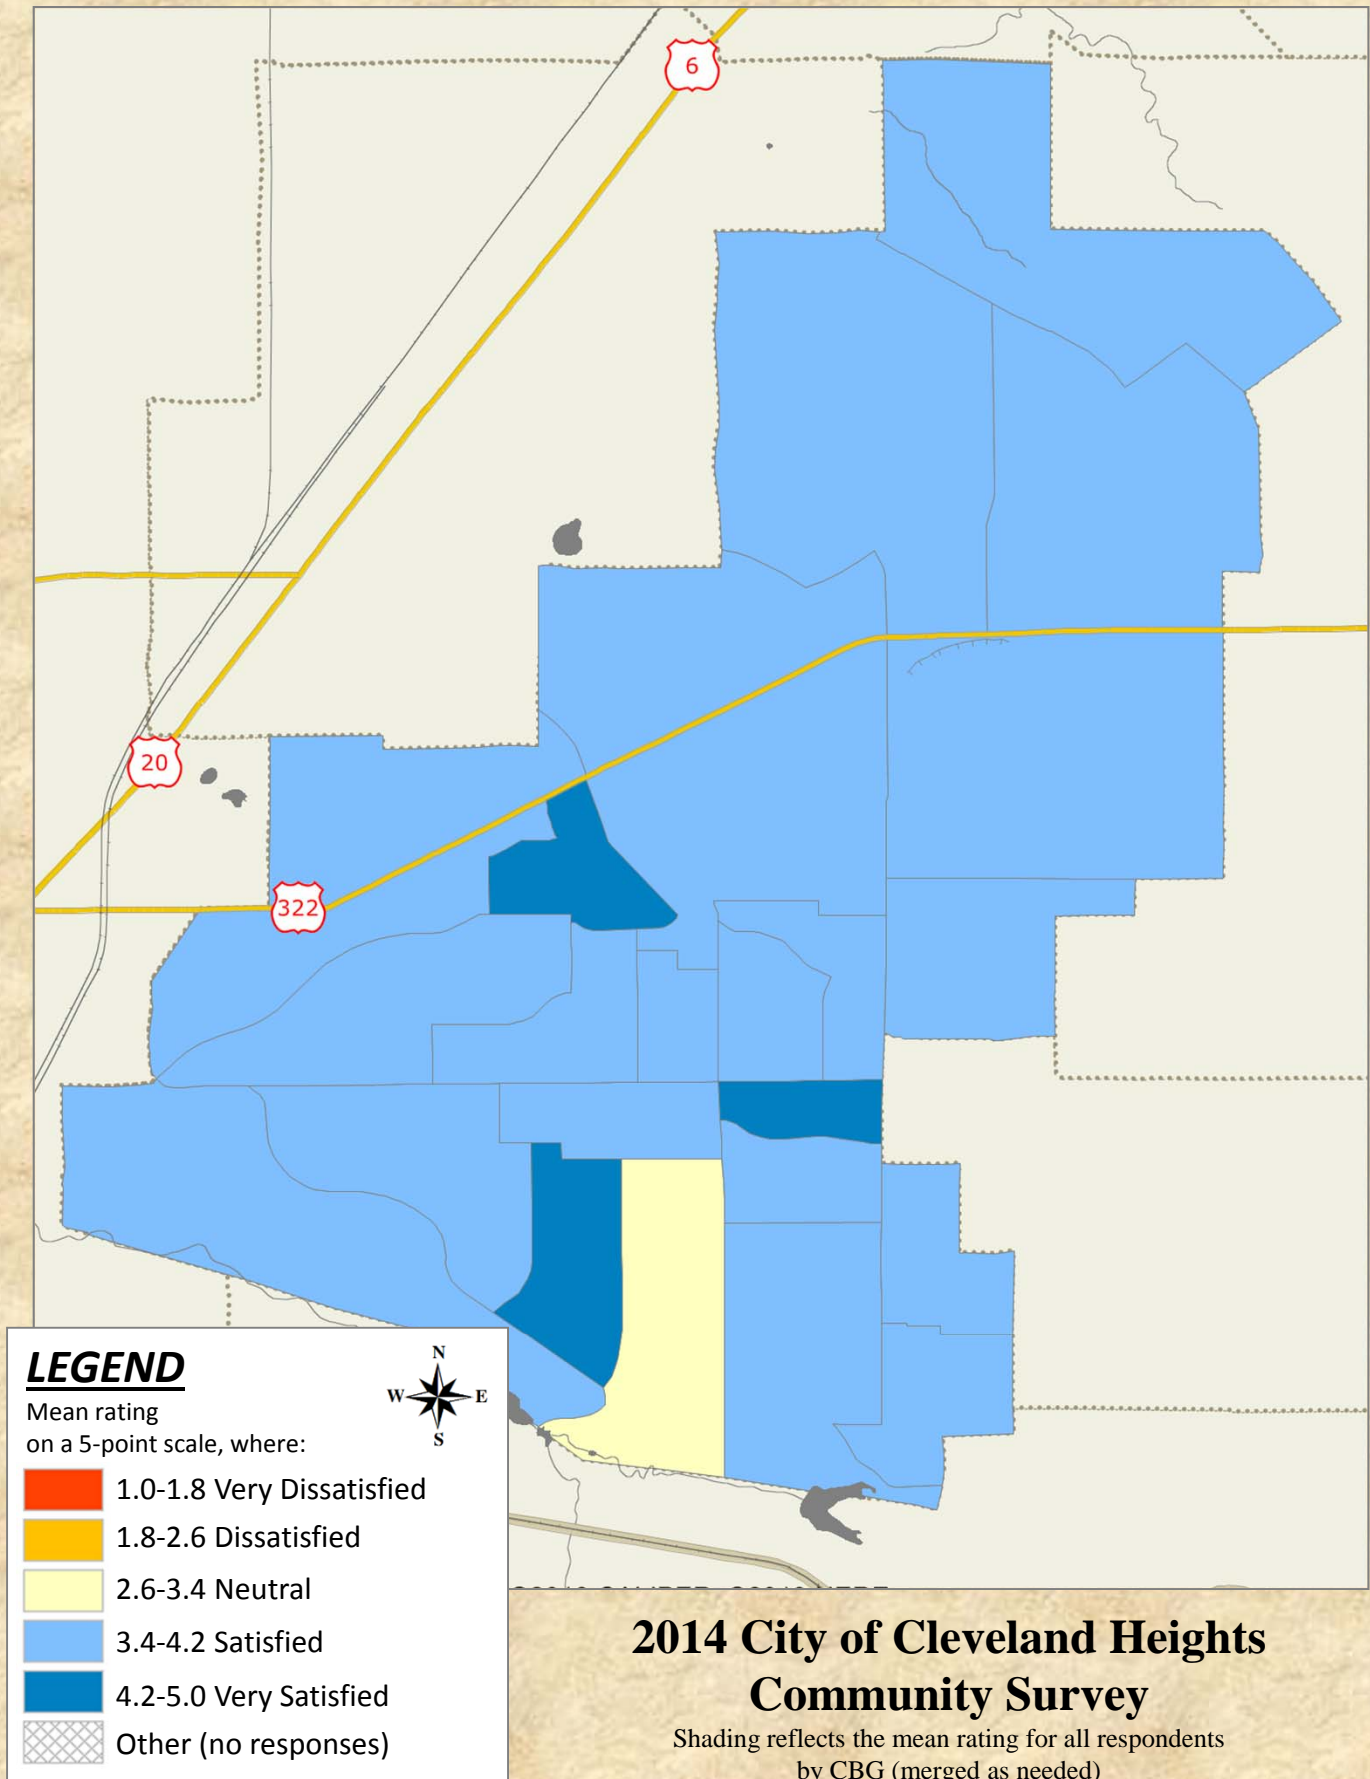 6
20
322
LEGEND
N
W E
S
Mean rating
on a 5-point scale, where:
1.0-1.8 Very Dissatisfied
1.8-2.6 Dissatisfied
2.6-3.4 Neutral
3.4-4.2 Satisfied
4.2-5.0 Very Satisfied
Other (no responses)
2014 City of Cleveland Heights
Community Survey
Shading reflects the mean rating for all respondents
by CBG (merged as needed)